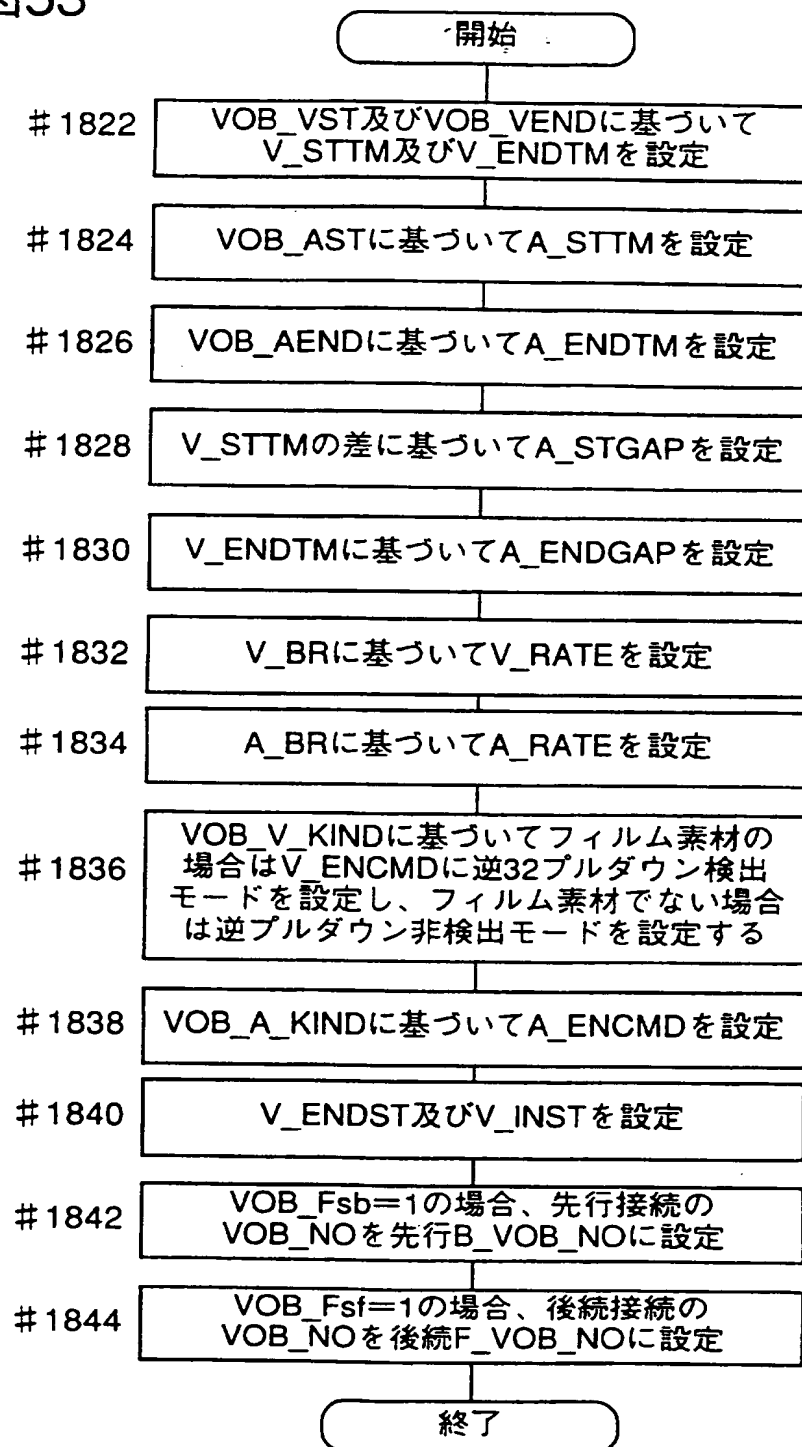 図53
開始
#1822
VOB_VST及びVOB_VENDに基づいて
V_STTM及びV_ENDTMを設定
#1824
VOB_ASTに基づいてA_STTMを設定
#1826
VOB_AENDに基づいてA_ENDTMを設定
#1828
V_STTMの差に基づいてA_STGAPを設定
#1830
V_ENDTMに基づいてA_ENDGAPを設定
#1832
V_BRに基づいてV_RATEを設定
#1834
A_BRに基づいてA_RATEを設定
#1836
VOB_V_KINDに基づいてフィルム素材の
場合はV_ENCMDに逆32プルダウン検出
モードを設定し、フィルム素材でない場合
は逆プルダウン非検出モードを設定する
#1838
VOB_A_KINDに基づいてA_ENCMDを設定
#1840
V_ENDST及びV_INSTを設定
#1842
VOB_Fsb=1の場合、先行接続の
VOB_NOを先行B_VOB_NOに設定
#1844
VOB_Fsf=1の場合、後続接続の
VOB_NOを後続F_VOB_NOに設定
終了